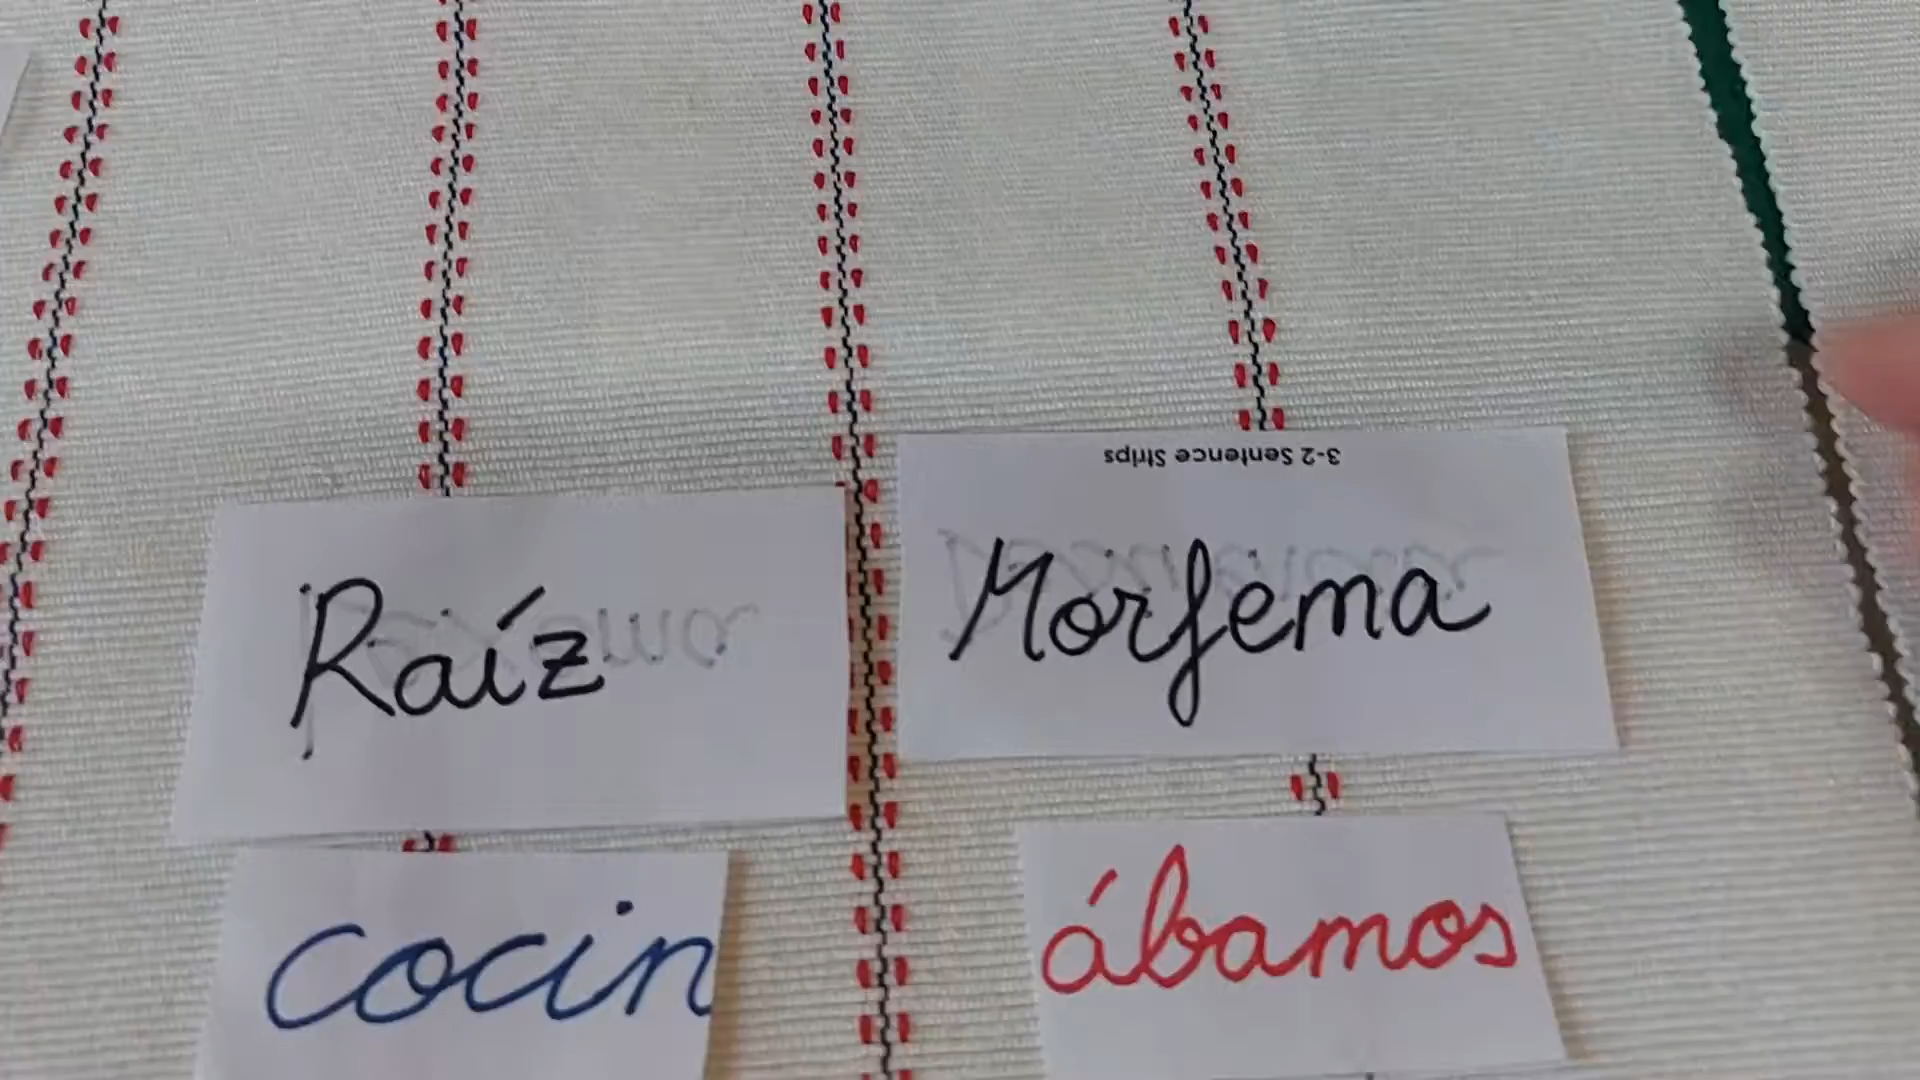 3-2 Sentence Strips
Raíz
Morfema
cocin
ábamos